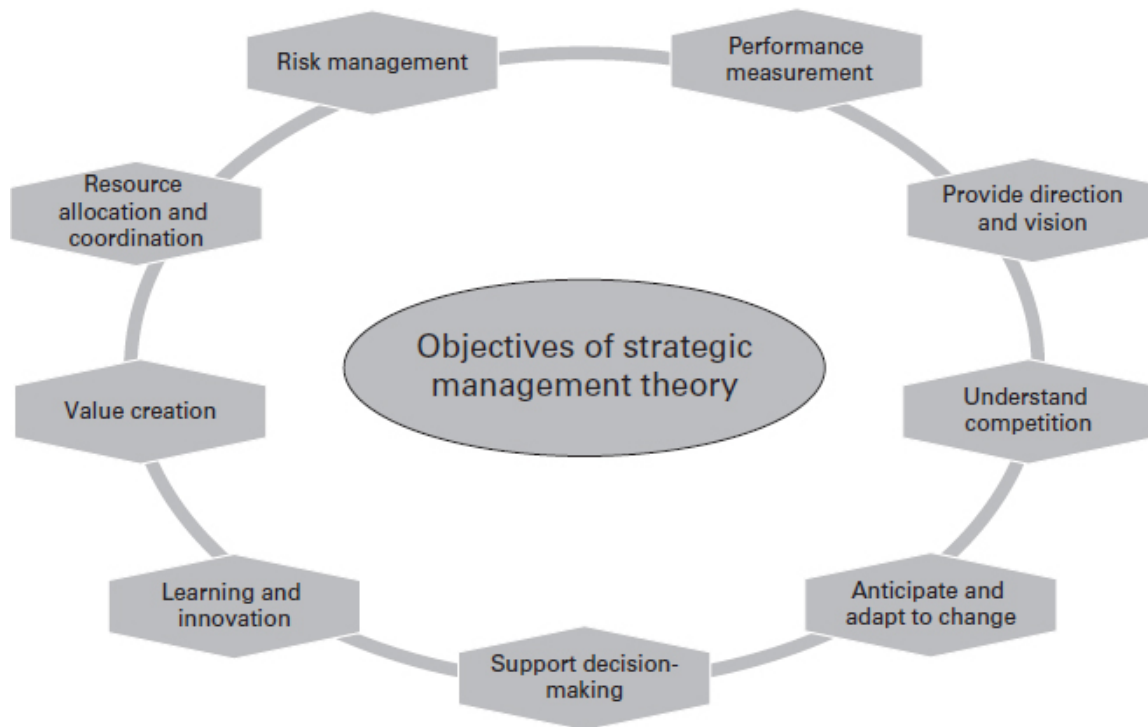 Risk management
Performance
measurement
Resource
allocation and
coordination
Provide direction
and vision
Objectives of strategic
management theory
Value creation
Understand
competition
Learning and
innovation
Anticipate and
adapt to change
Support decision-
making